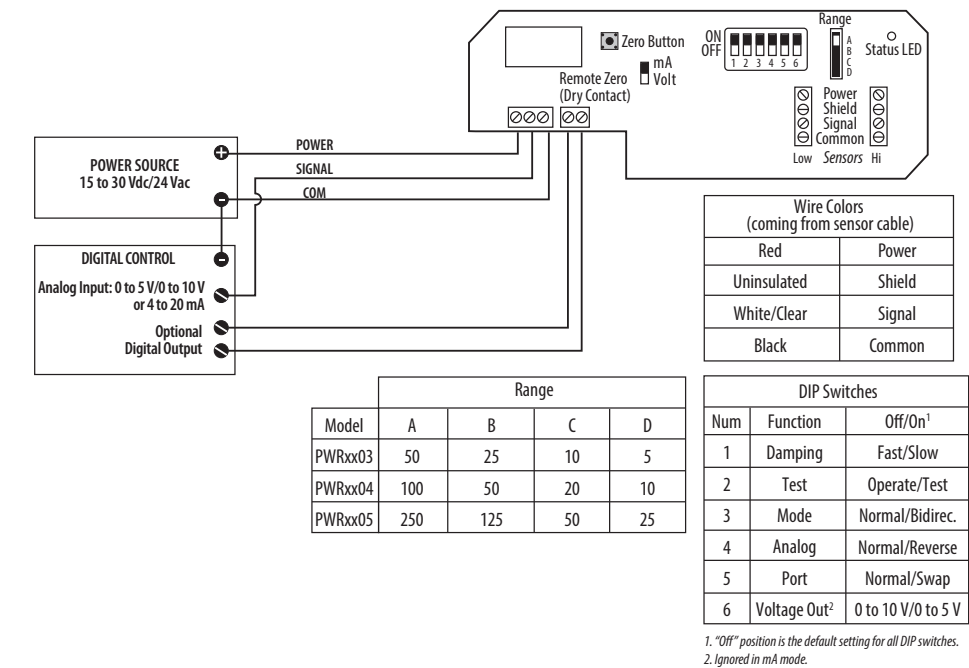 Range
ON
OFF
1 2 3 4 5 6
A
B
C
D
Status LED
Zero Button
mA
Volt
Remote Zero
(Dry Contact)
Power
Shield
Signal
Common
Low Sensors Hi
POWER SOURCE
15 to 30 Vdc/24 Vac
POWER
SIGNAL
COM
DIGITAL CONTROL
Analog Input: 0 to 5 V/0 to 10 V
or 4 to 20 mA
Optional
Digital Output
Wire Colors
(coming from sensor cable)
Red Power
Uninsulated Shield
White/Clear Signal
Black Common
Range
Model A B C D
PWRxx03 50 25 10 5
PWRxx04 100 50 20 10
PWRxx05 250 125 50 25
DIP Switches
Num Function Off/On¹
1 Damping Fast/Slow
2 Test Operate/Test
3 Mode Normal/Bidirec.
4 Analog Normal/Reverse
5 Port Normal/Swap
6 Voltage Out² 0 to 10 V/0 to 5 V
1. "Off" position is the default setting for all DIP switches.
2. Ignored in mA mode.